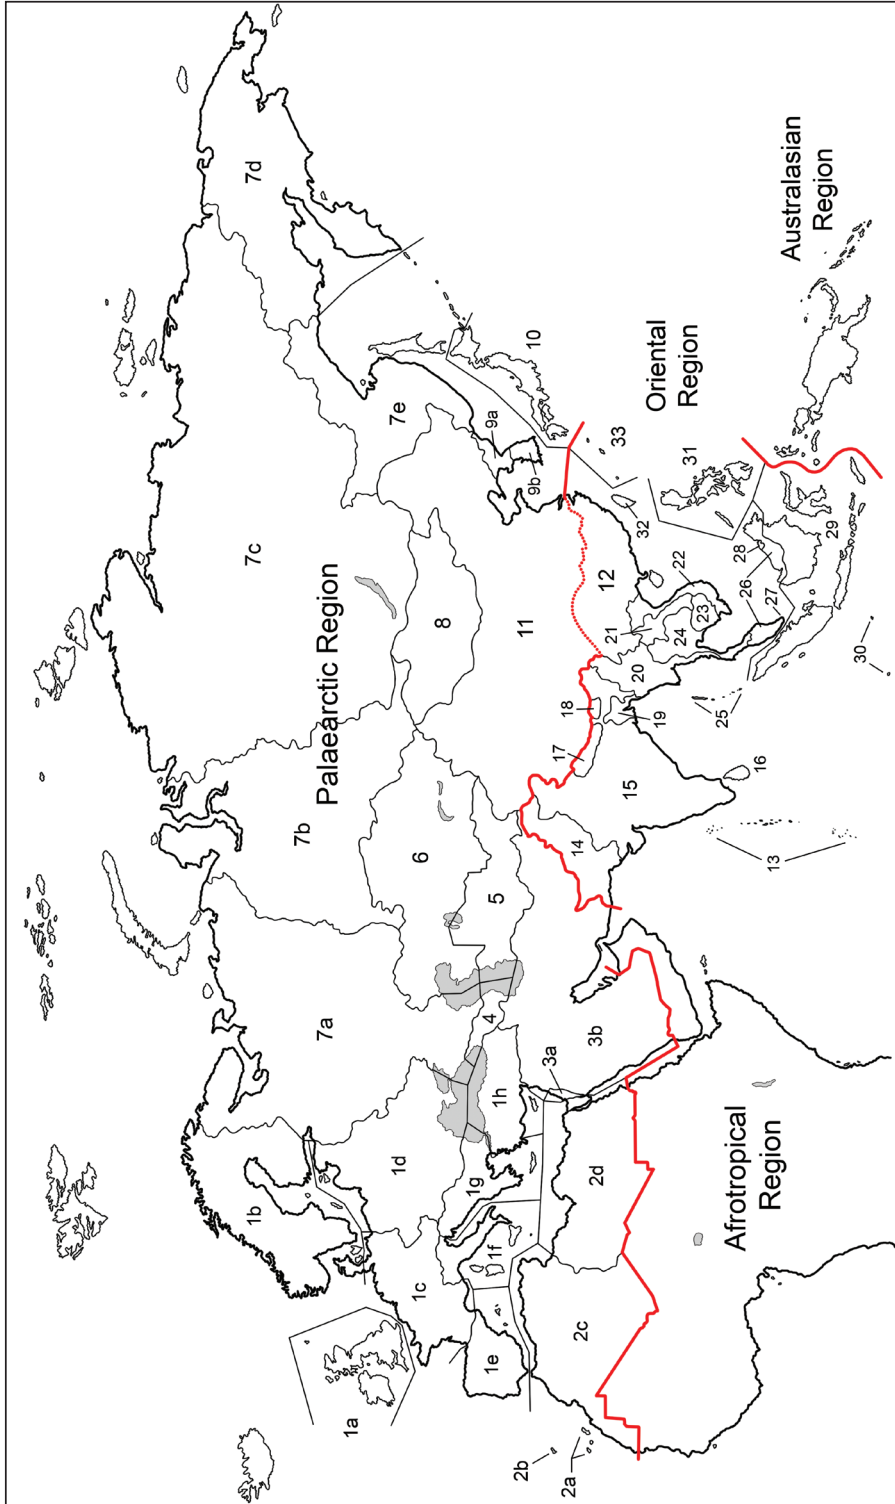 Palaearctic Region
Oriental
Region
Australasian
Region
Afrotropical
Region
1a
1b
1c
1d
1e
1f
1g
1h
2a
2b
2c
2d
3a
3b
4
5
6
7a
7b
7c
7d
7e
8
9a
9b
10
11
12
13
14
15
16
17
18
19
20
21
22
23
24
25
26
27
28
29
30
31
32
33